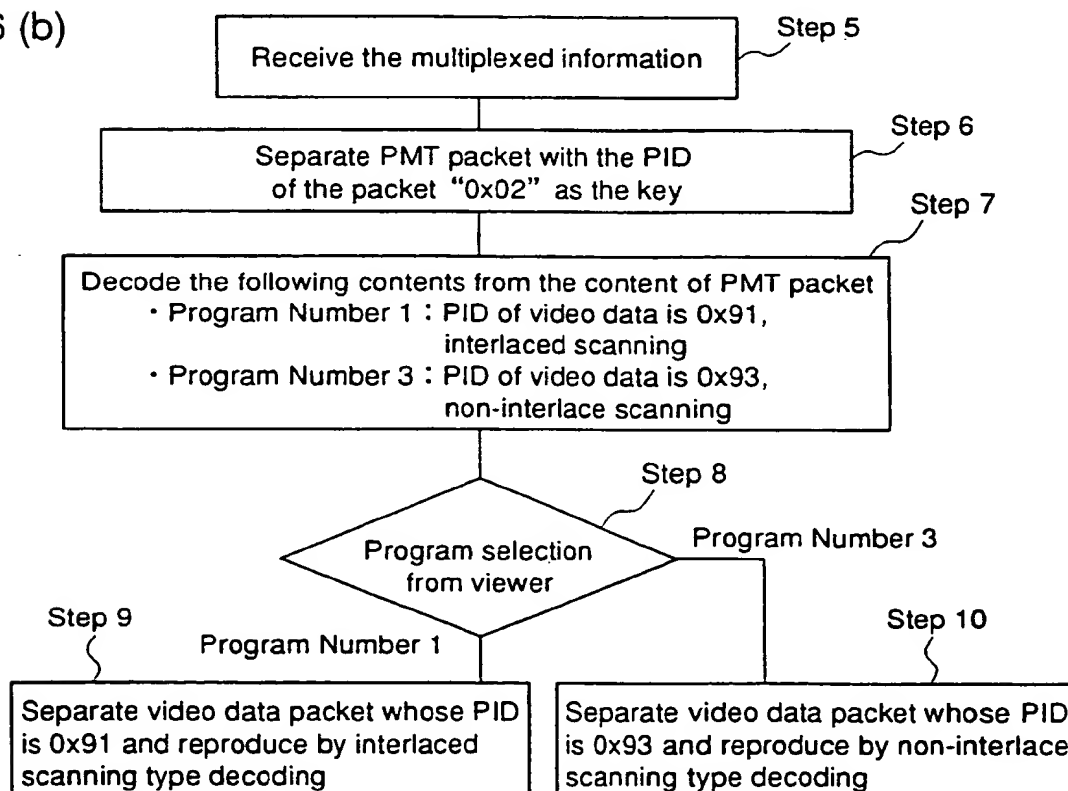 (b)
Step 5
Receive the multiplexed information
Step 6
Separate PMT packet with the PID
of the packet “0x02” as the key
Step 7
Decode the following contents from the content of PMT packet
・Program Number 1 : PID of video data is 0x91,
interlaced scanning
・Program Number 3 : PID of video data is 0x93,
non-interlace scanning
Step 8
Program selection
from viewer
Program Number 3
Step 9
Program Number 1
Step 10
Separate video data packet whose PID
is 0x91 and reproduce by interlaced
scanning type decoding
Separate video data packet whose PID
is 0x93 and reproduce by non-interlace
scanning type decoding